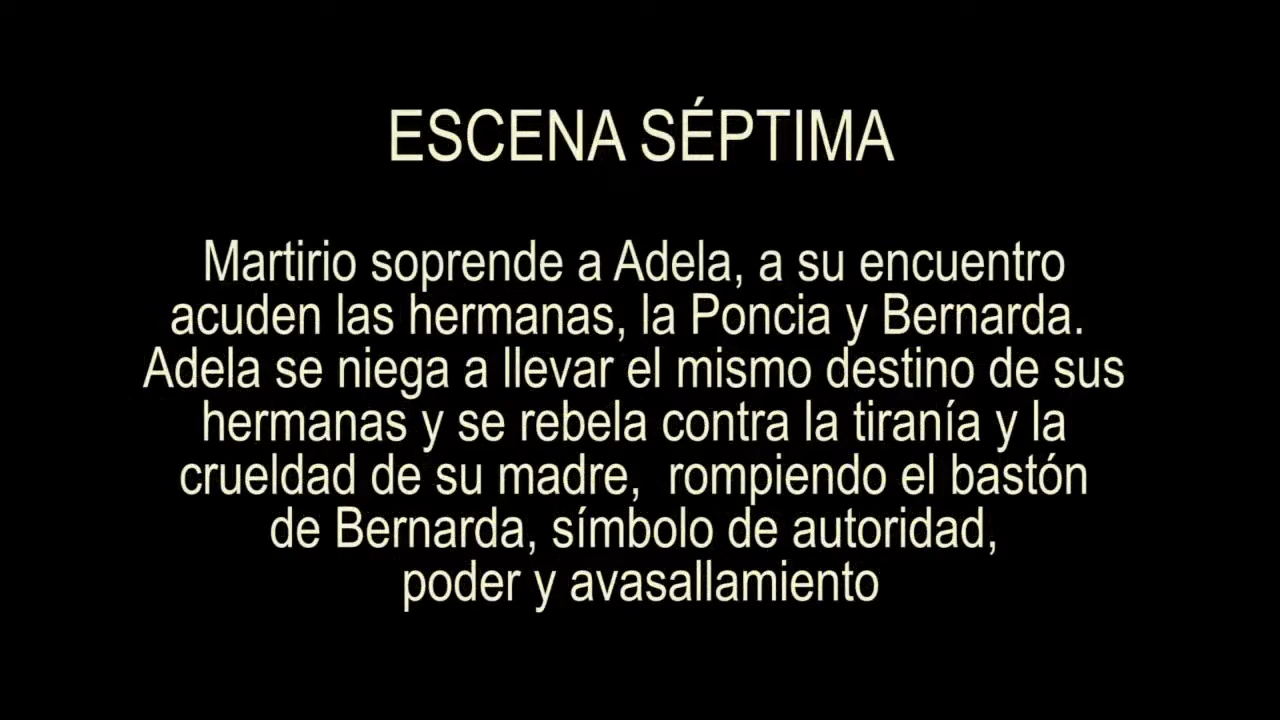 ESCENA SÉPTIMA
Martirio soprende a Adela, a su encuentro
acuden las hermanas, la Poncia y Bernarda.
Adela se niega a llevar el mismo destino de sus
hermanas y se rebela contra la tiranía y la
crueldad de su madre,  rompiendo el bastón
de Bernarda, símbolo de autoridad,
poder y avasallamiento